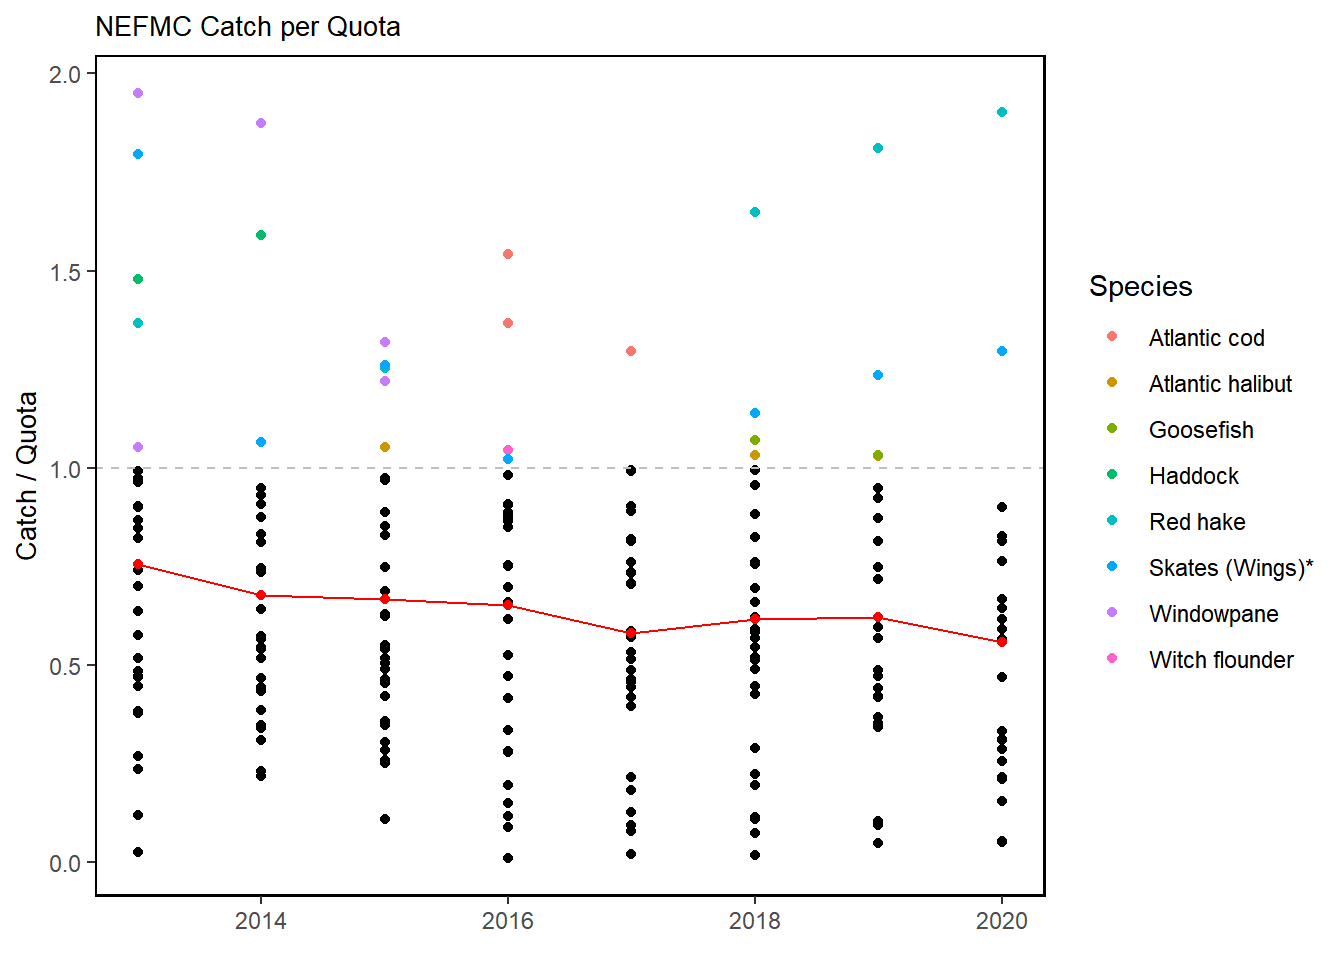 NEFMC Catch per Quota
Catch / Quota
2.0
1.5
1.0
0.5
0.0
2014
2016
2018
2020
Species
Atlantic cod
Atlantic halibut
Goosefish
Haddock
Red hake
Skates (Wings)*
Windowpane
Witch flounder